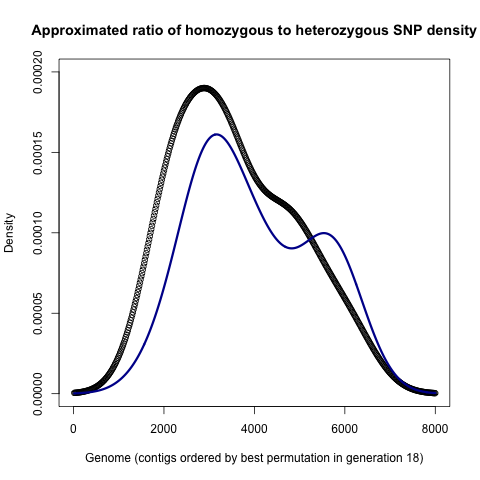 Approximated ratio of homozygous to heterozygous SNP density
0.00020
0.00015
0.00010
0.00005
0.00000
Density
0 2000 4000 6000 8000
Genome (contigs ordered by best permutation in generation 18)